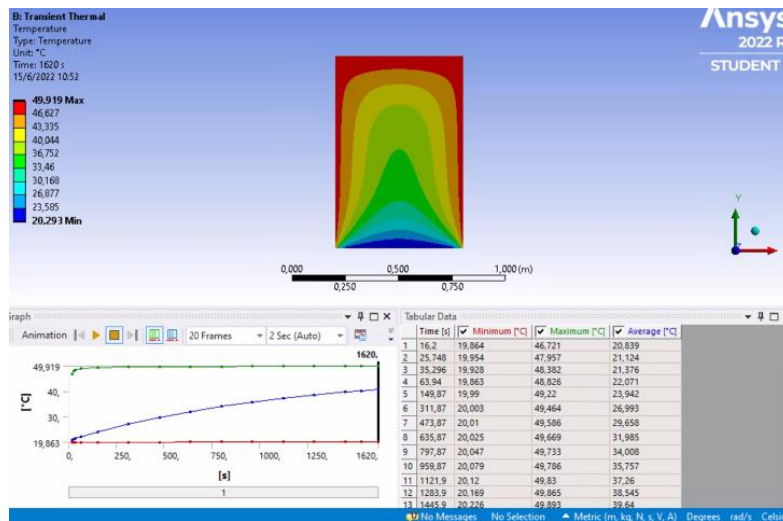 B: Transient Thermal
Temperature
Type: Temperature
Unit: °C
Time: 1620 s
15/6/2022 10:52
49,919 Max
46,627
43,335
40,044
36,752
33,46
30,168
26,877
23,585
20,293 Min
Ansys
2022 R
STUDENT
Y
0,000 0,500 1,000 (m)
0,250 0,750
Graph
Animation 20 Frames 2 Sec (Auto)
1620,
49,919
40,
30,
19,863
[°C]
0, 250, 500, 750, 1000, 1250, 1620,
[s]
1
Tabular Data
Time [s] Minimum [°C] Maximum [°C] Average [°C]
1 16,2 19,864 46,721 20,839
2 25,748 19,954 47,957 21,124
3 35,296 19,928 48,382 21,376
4 63,94 19,863 48,826 22,071
5 149,87 19,99 49,22 23,942
6 311,87 20,003 49,464 26,993
7 473,87 20,01 49,586 29,658
8 635,87 20,025 49,669 31,985
9 797,87 20,047 49,733 34,008
10 959,87 20,079 49,786 35,757
11 1121,9 20,12 49,83 37,26
12 1283,9 20,169 49,865 38,545
13 1445,9 20,226 49,893 39,64
No Messages No Selection Metric (m, kg, N, s, V, A) Degrees rad/s Celsi